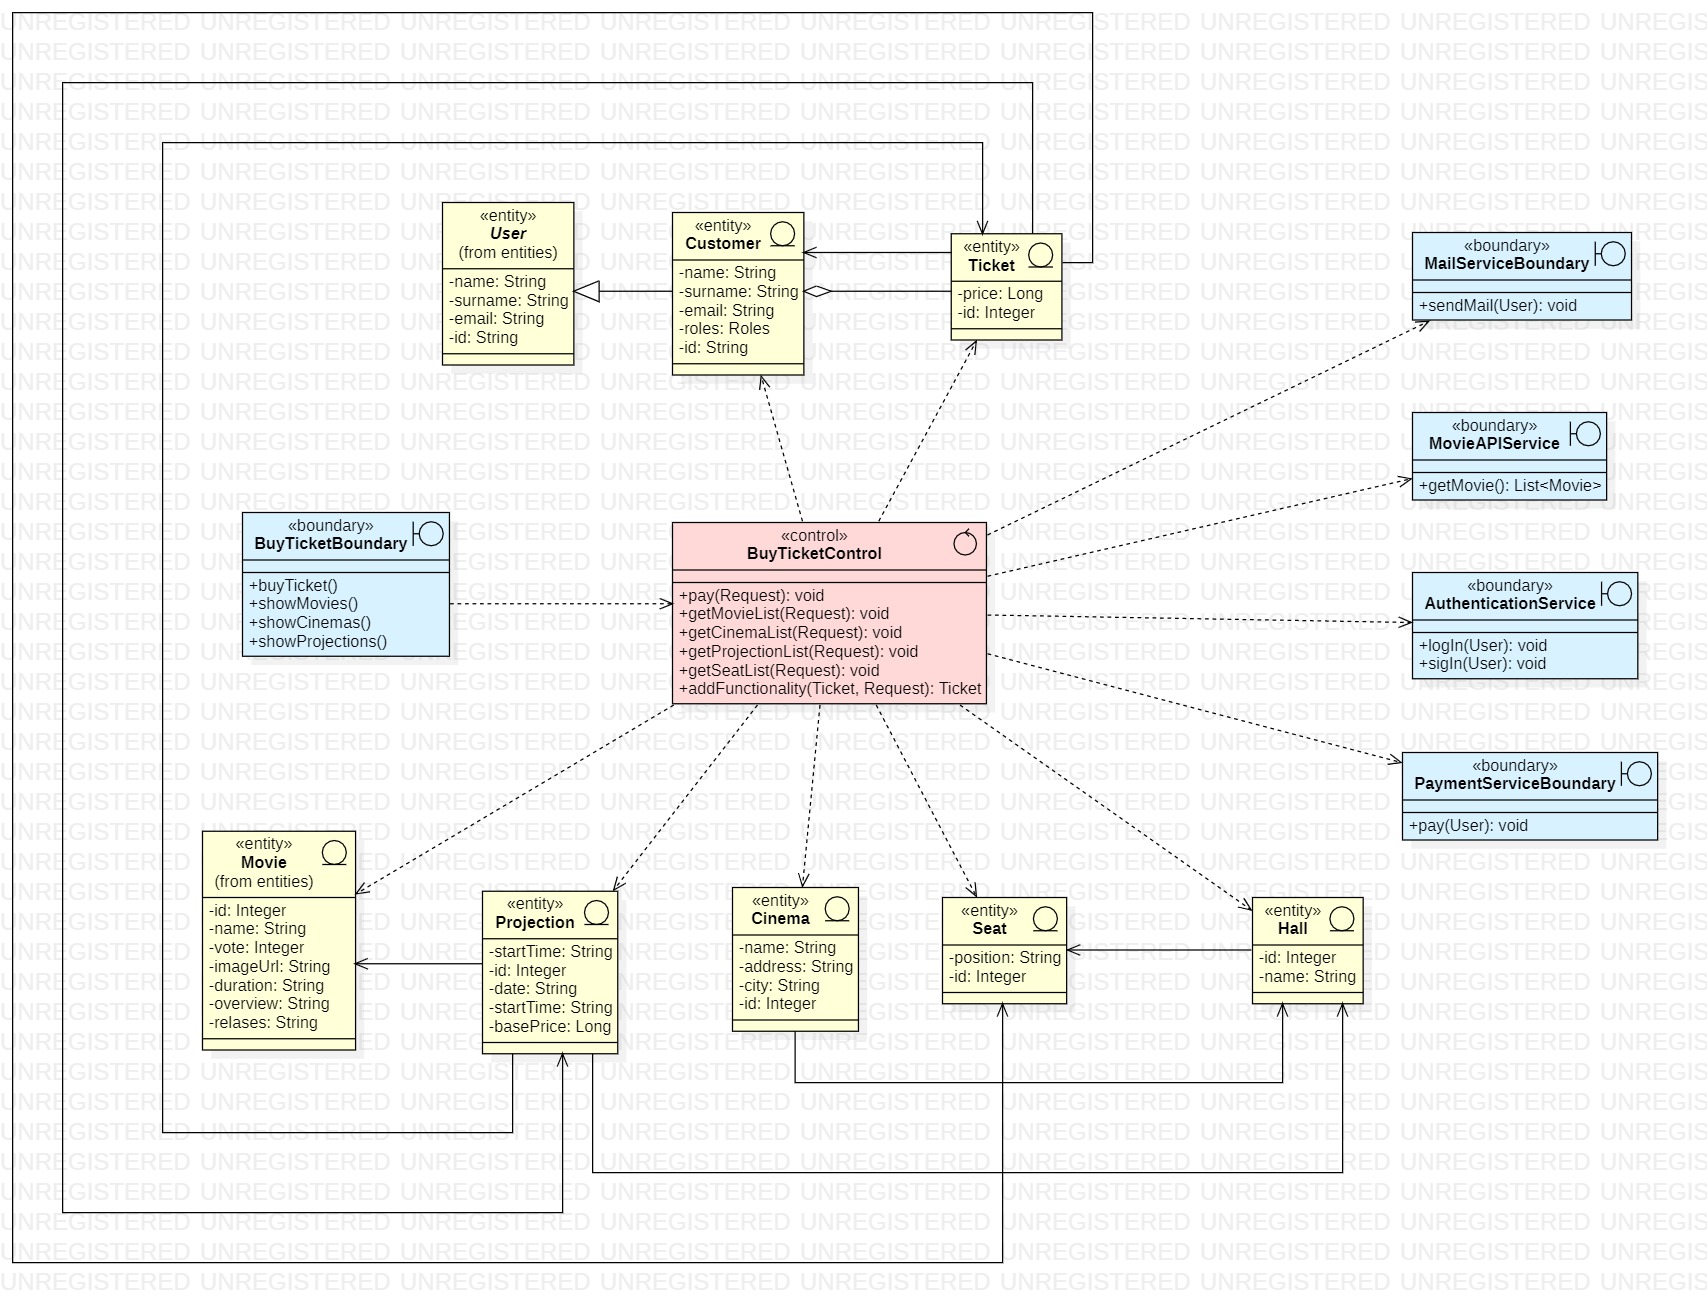 «entity»
User
(from entities)
-name: String
-surname: String
-email: String
-id: String
«entity»
Customer
-name: String
-surname: String
-email: String
-roles: Roles
-id: String
«entity»
Ticket
-price: Long
-id: Integer
«boundary»
MailServiceBoundary
+sendMail(User): void
«boundary»
MovieAPIService
+getMovie(): List<Movie>
«boundary»
BuyTicketBoundary
+buyTicket()
+showMovies()
+showCinemas()
+showProjections()
«control»
BuyTicketControl
+pay(Request): void
+getMovieList(Request): void
+getCinemaList(Request): void
+getProjectionList(Request): void
+getSeatList(Request): void
+addFunctionality(Ticket, Request): Ticket
«boundary»
AuthenticationService
+logIn(User): void
+sigIn(User): void
«boundary»
PaymentServiceBoundary
+pay(User): void
«entity»
Movie
(from entities)
-id: Integer
-name: String
-vote: Integer
-imageUrl: String
-duration: String
-overview: String
-relases: String
«entity»
Projection
-startTime: String
-id: Integer
-date: String
-startTime: String
-basePrice: Long
«entity»
Cinema
-name: String
-address: String
-city: String
-id: Integer
«entity»
Seat
-position: String
-id: Integer
«entity»
Hall
-id: Integer
-name: String
UNREGISTERED